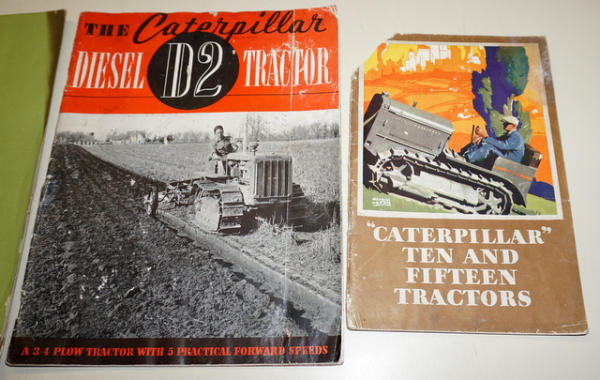 THE Caterpillar
DIESEL D2 TRACTOR
A 3-4 PLOW TRACTOR WITH 5 PRACTICAL FORWARD SPEEDS
"CATERPILLAR"
TEN AND
FIFTEEN
TRACTORS